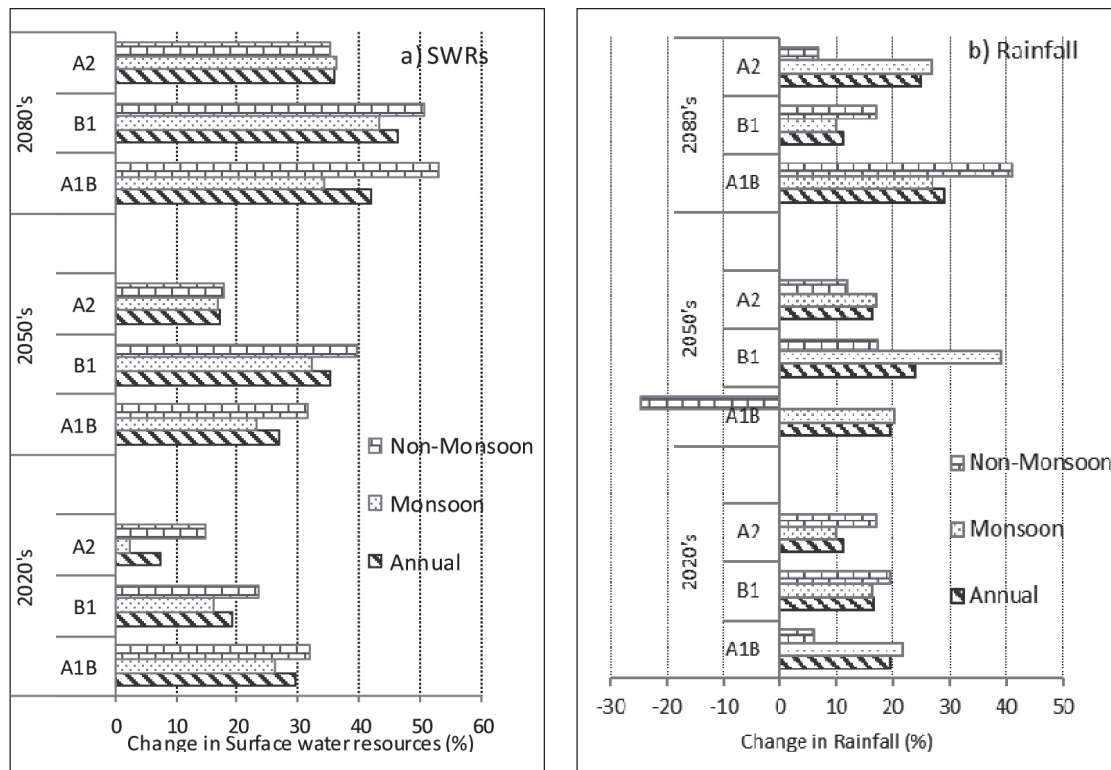 a) SWRs
2080's
A2
B1
A1B
2050's
A2
B1
A1B
2020's
A2
B1
A1B
Non-Monsoon
Monsoon
Annual
0 10 20 30 40 50 60
Change in Surface water resources (%)
b) Rainfall
2080's
A2
B1
A1B
2050's
A2
B1
A1B
2020's
A2
B1
A1B
Non-Monsoon
Monsoon
Annual
-30 -20 -10 0 10 20 30 40 50
Change in Rainfall (%)